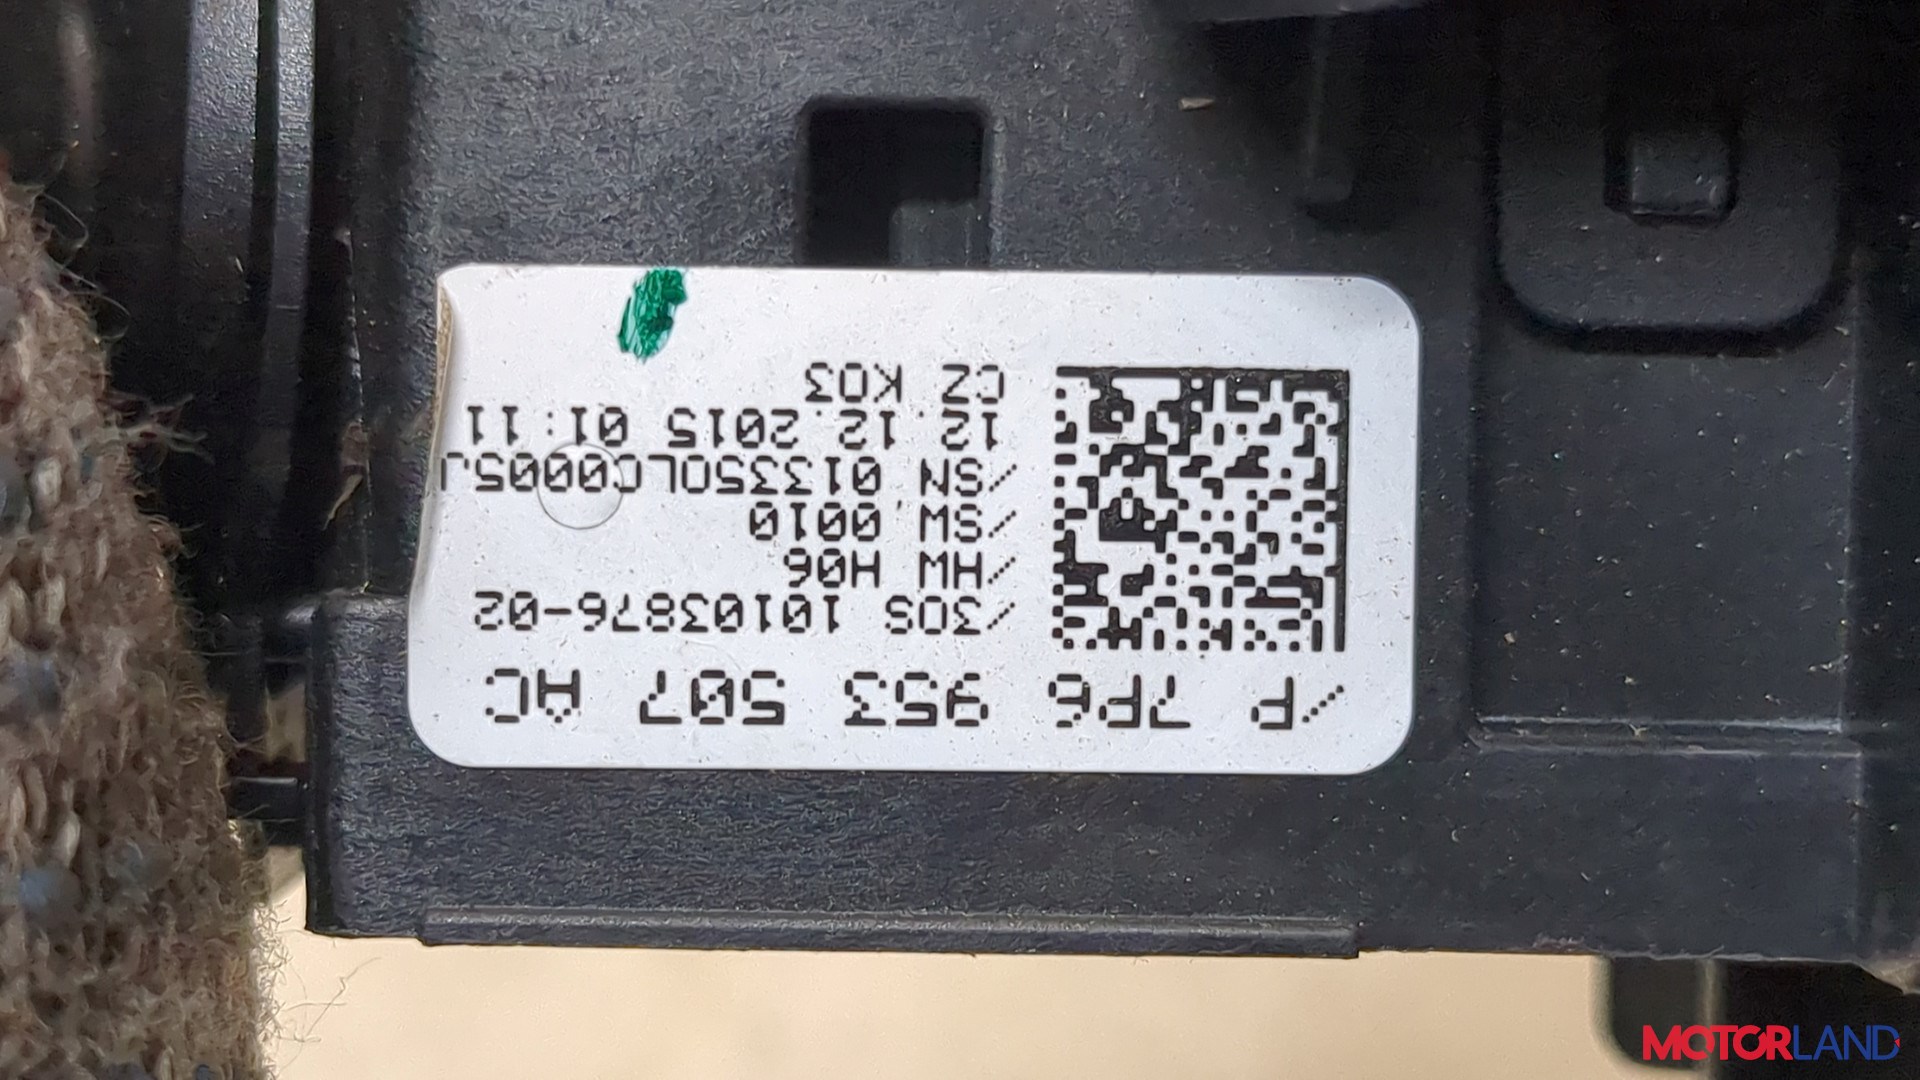 /P 7P6 953 507 AC
/3OS 10103876-02
/HW H06
/SW 0010
/SN 01335OLC0005J
12.12.2015 01:11
CZ K03
MOTORLAND